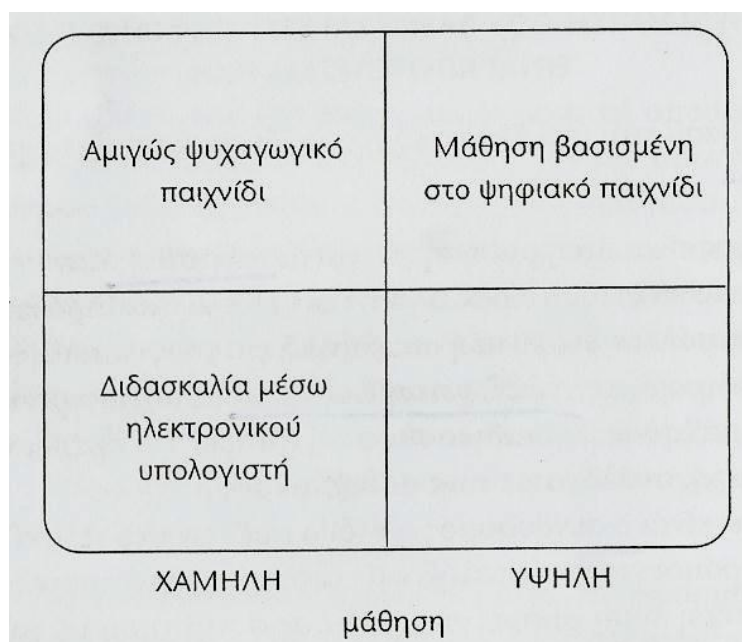 Αμιγώς ψυχαγωγικό
παιχνίδι
Μάθηση βασισμένη
στο ψηφιακό παιχνίδι
Διδασκαλία μέσω
ηλεκτρονικού
υπολογιστή
ΧΑΜΗΛΗ
ΥΨΗΛΗ
μάθηση